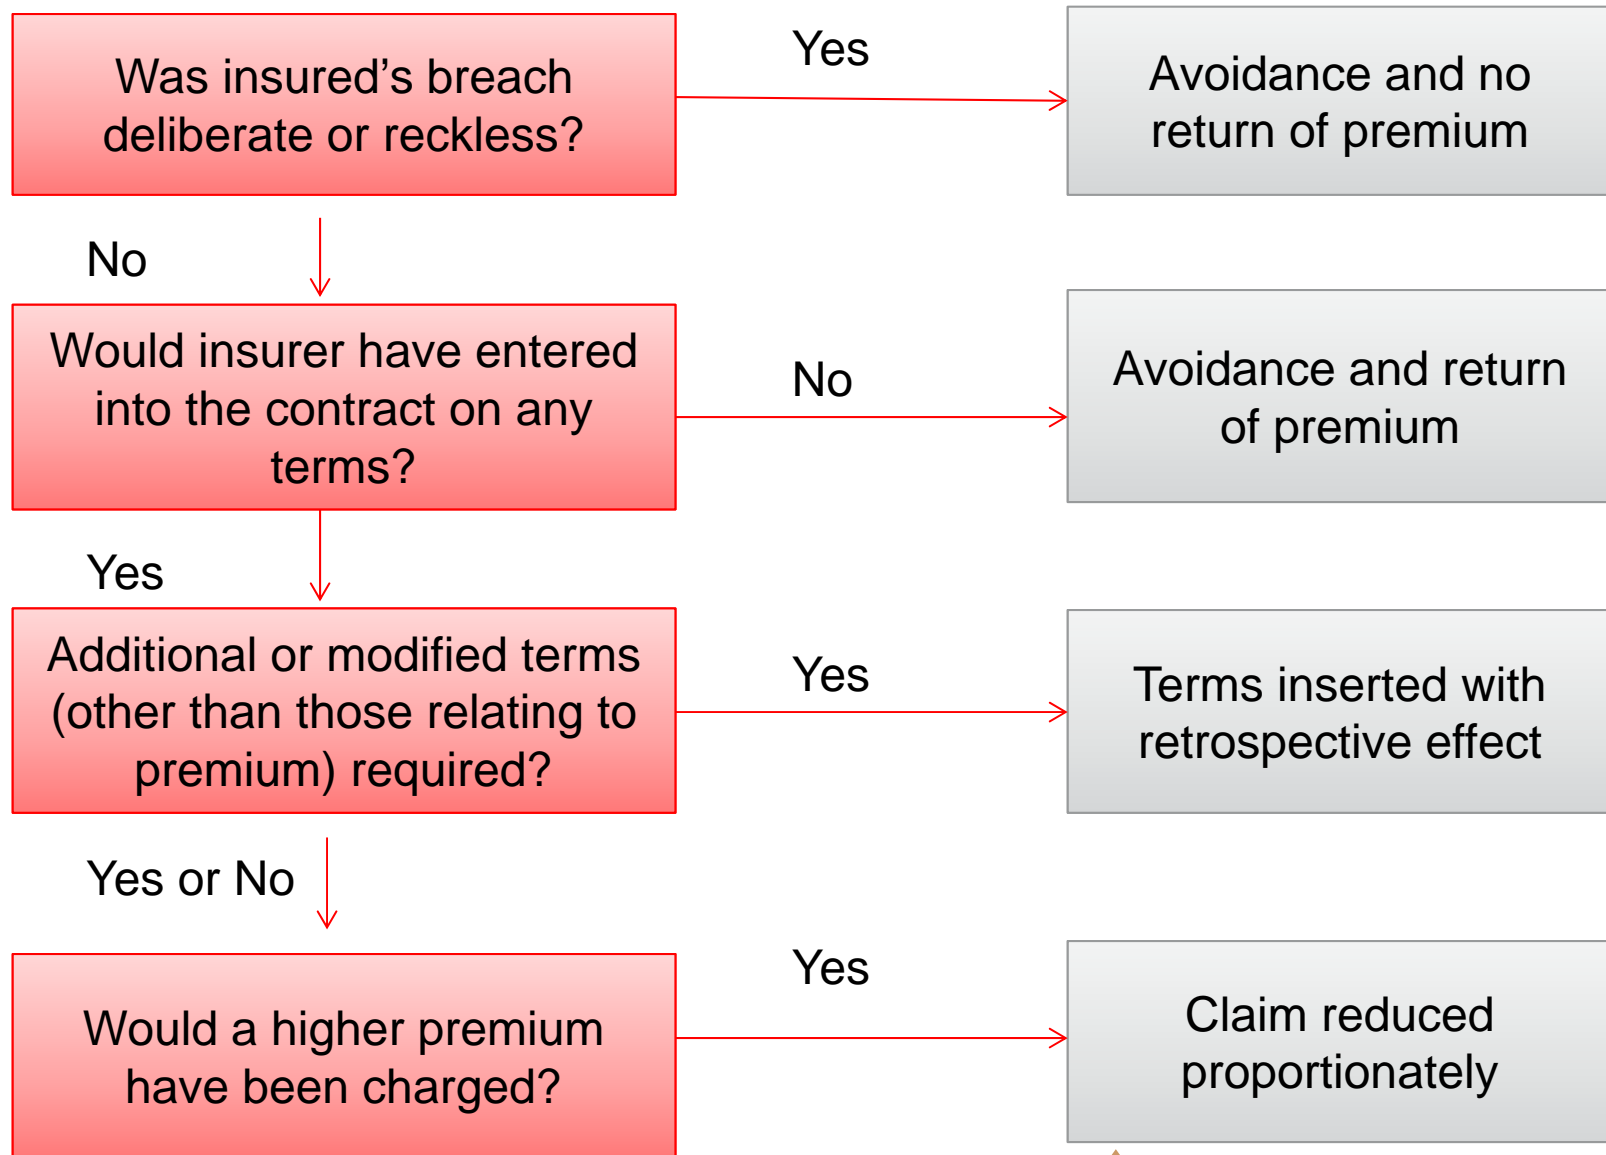 Was insured’s breach
deliberate or reckless?
Yes
Avoidance and no
return of premium
No
Would insurer have entered
into the contract on any
terms?
No
Avoidance and return
of premium
Yes
Additional or modified terms
(other than those relating to
premium) required?
Yes
Terms inserted with
retrospective effect
Yes or No
Would a higher premium
have been charged?
Yes
Claim reduced
proportionately